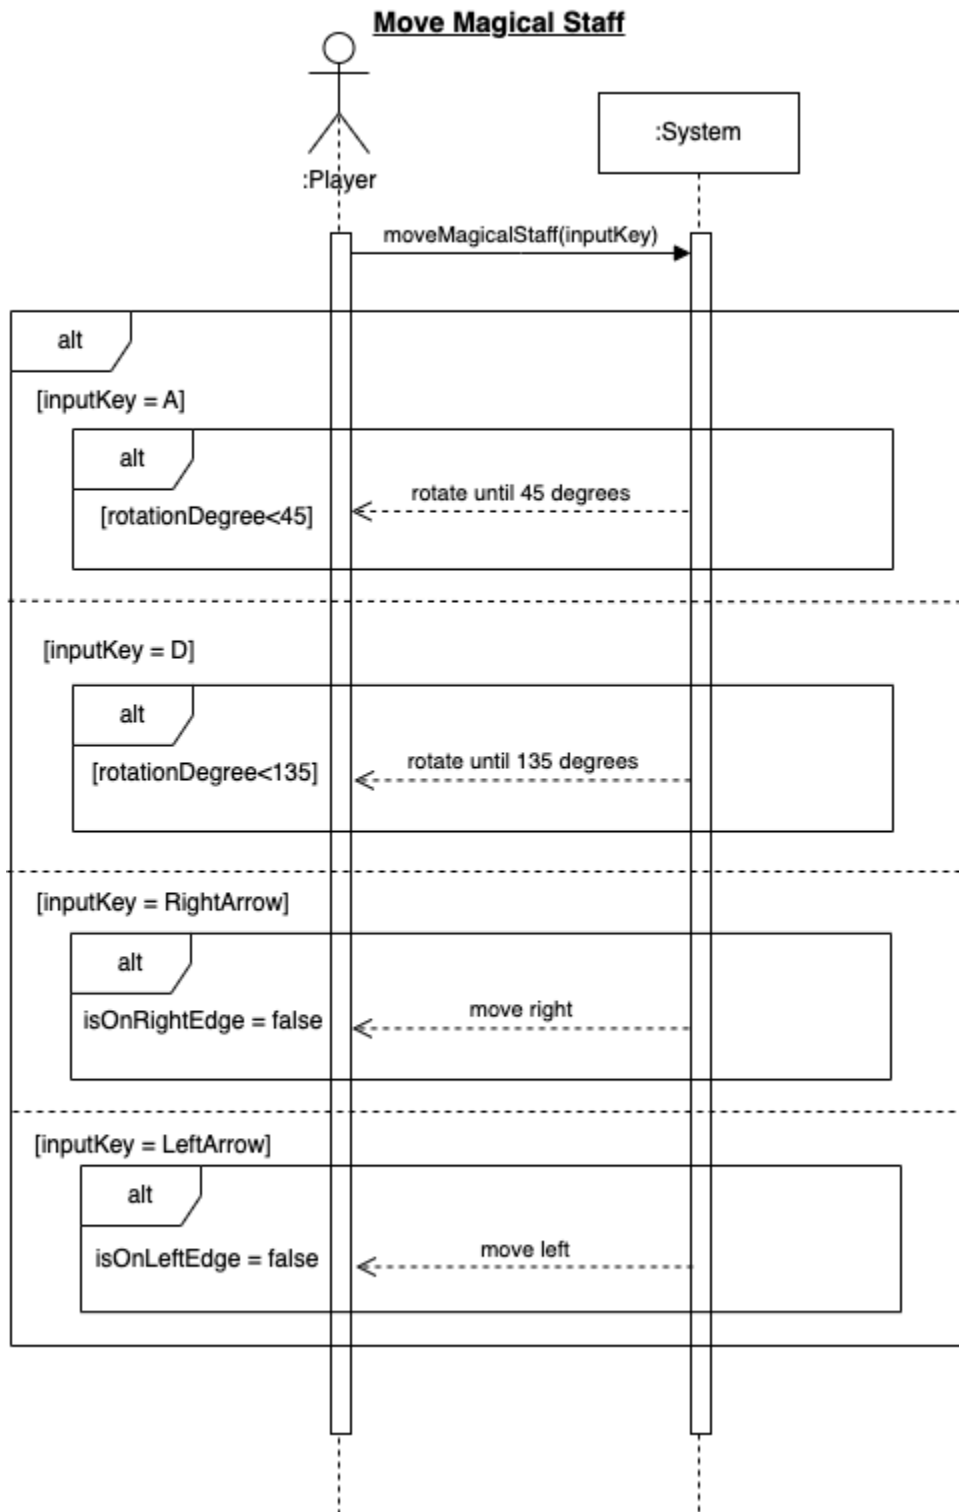 Move Magical Staff
:System
:Player
moveMagicalStaff(inputKey)
alt
[inputKey = A]
alt
rotate until 45 degrees
[rotationDegree<45]
[inputKey = D]
alt
rotate until 135 degrees
[rotationDegree<135]
[inputKey = RightArrow]
alt
move right
isOnRightEdge = false
[inputKey = LeftArrow]
alt
move left
isOnLeftEdge = false